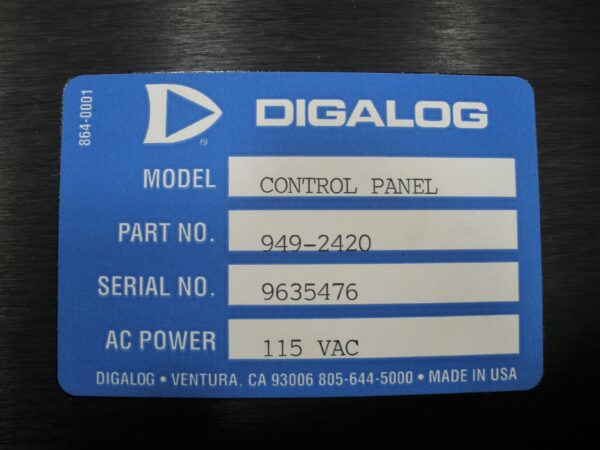 864-0001
DIGALOG
MODEL CONTROL PANEL
PART NO. 949-2420
SERIAL NO. 9635476
AC POWER 115 VAC
DIGALOG • VENTURA. CA 93006 805-644-5000 • MADE IN USA